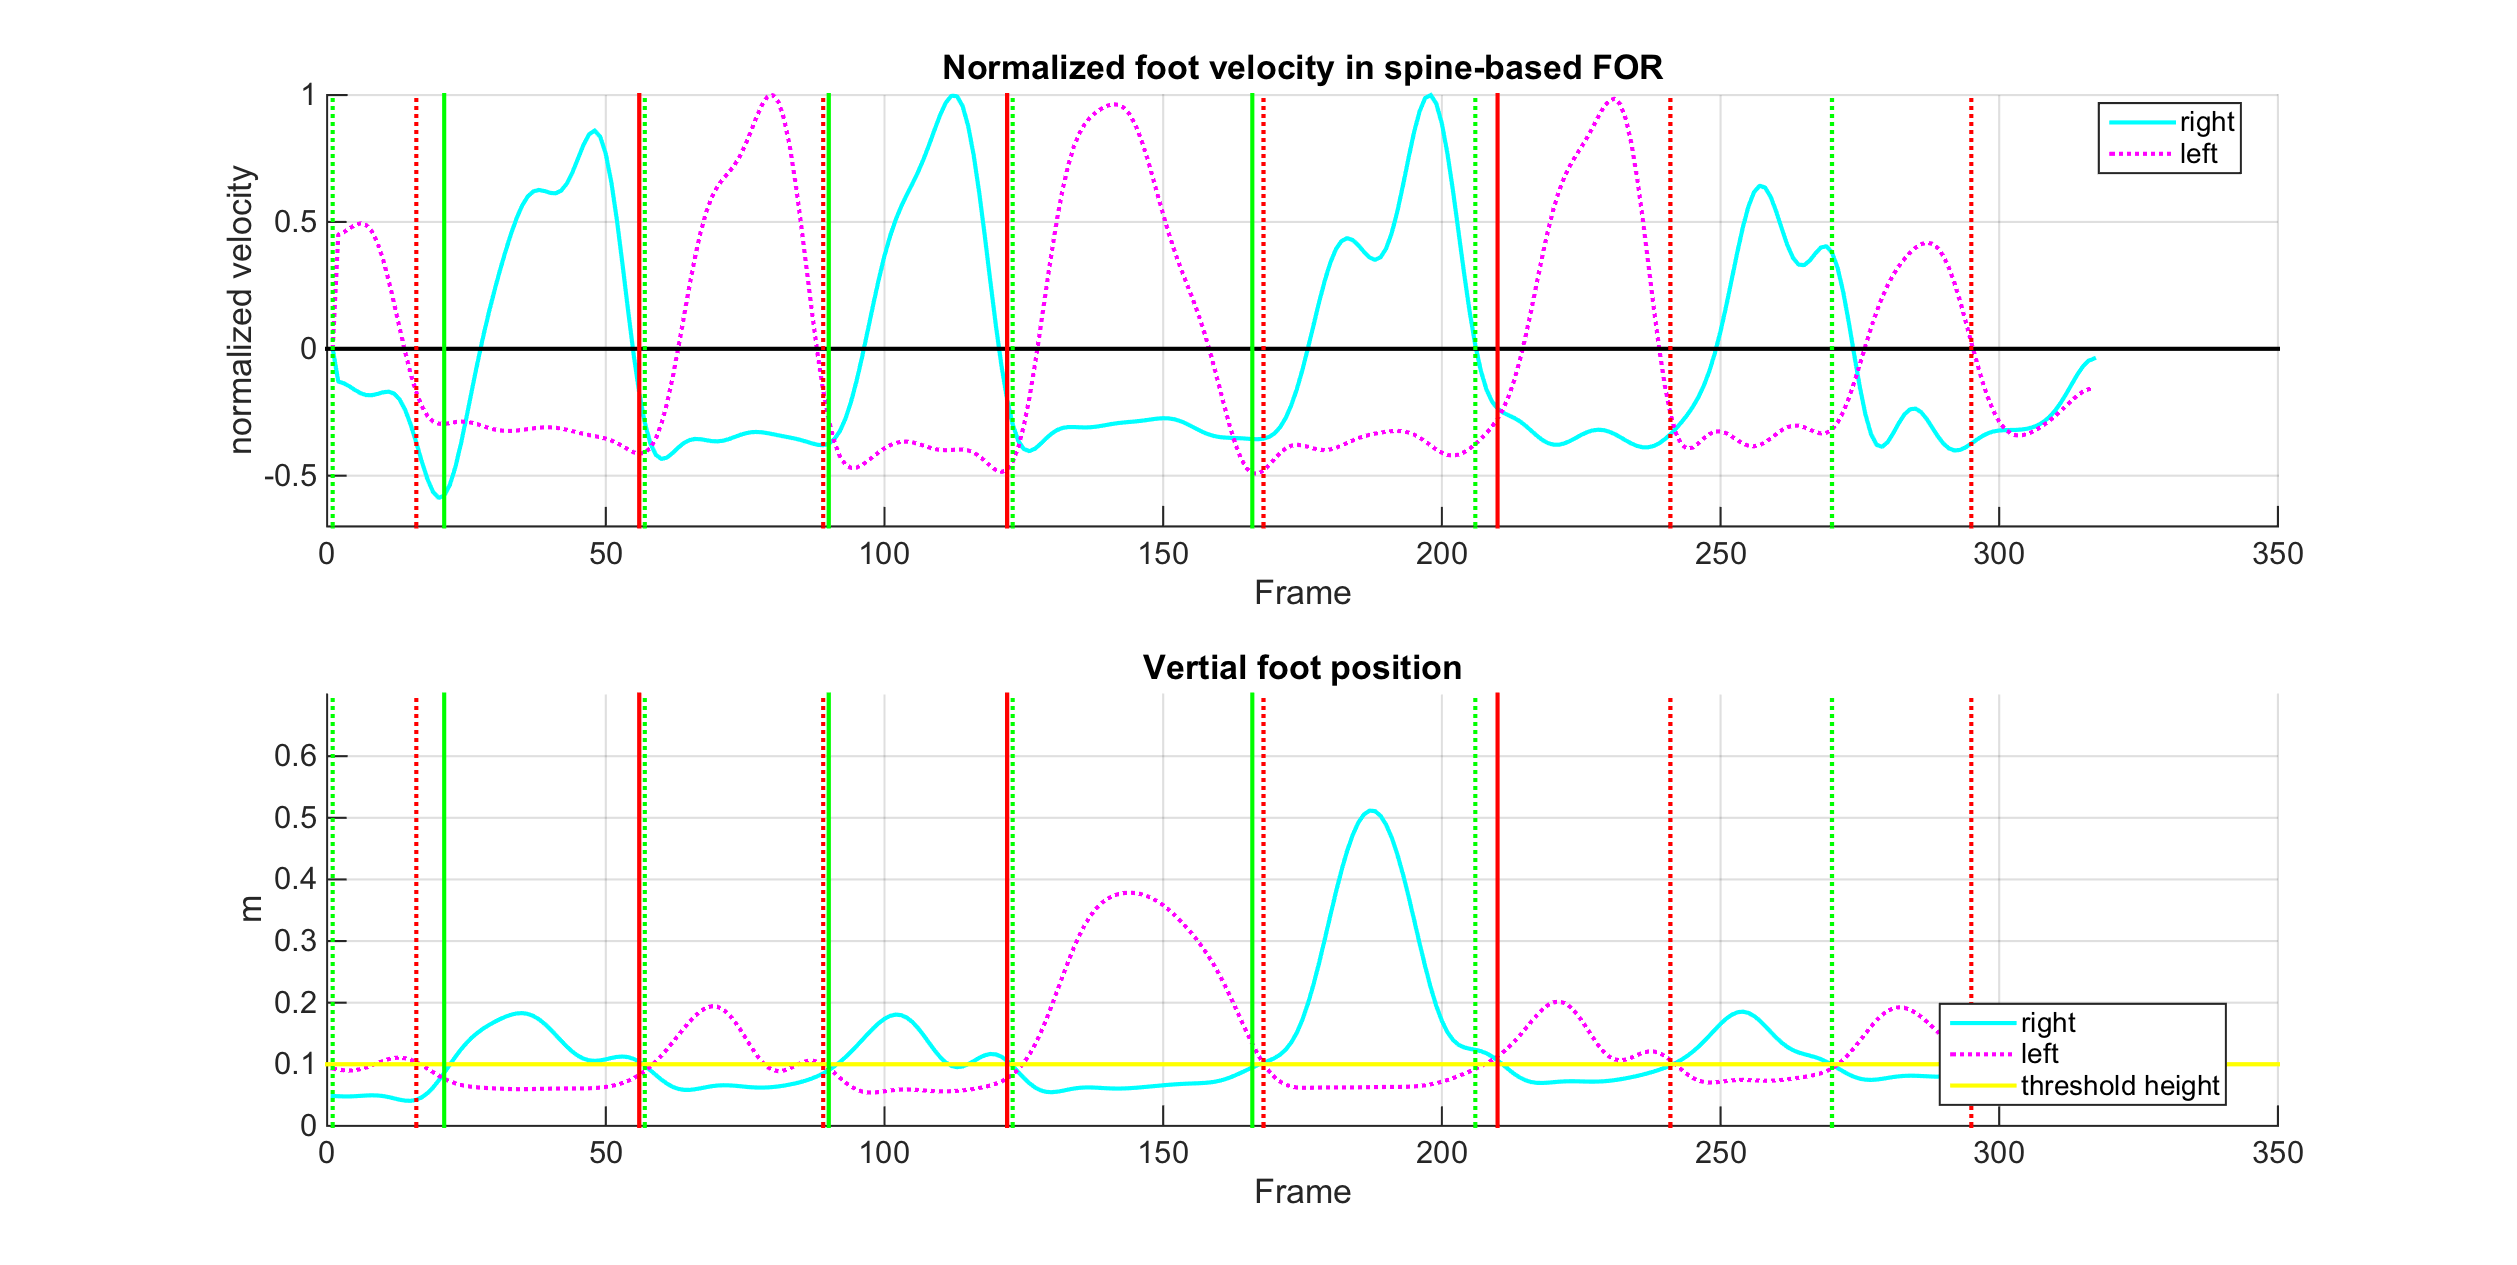 Normalized foot velocity in spine-based FOR
normalized velocity
1
0.5
0
-0.5
0 50 100 150 200 250 300 350
Frame
right
left
Vertial foot position
m
0.6
0.5
0.4
0.3
0.2
0.1
0
0 50 100 150 200 250 300 350
Frame
right
left
threshold height